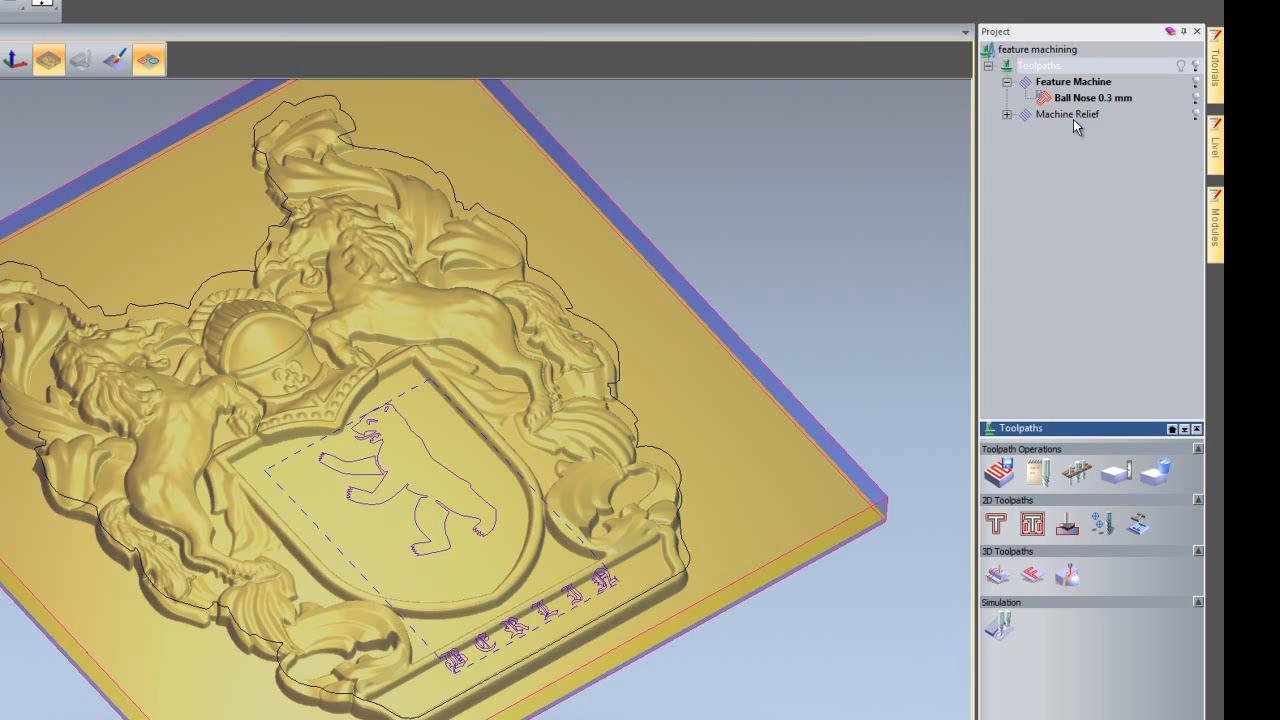 Project
feature machining
Toolpaths
Feature Machine
Ball Nose 0.3 mm
Machine Relief
Tutorials
Live!
Modules
BERLIN
Toolpaths
Toolpath Operations
2D Toolpaths
3D Toolpaths
Simulation